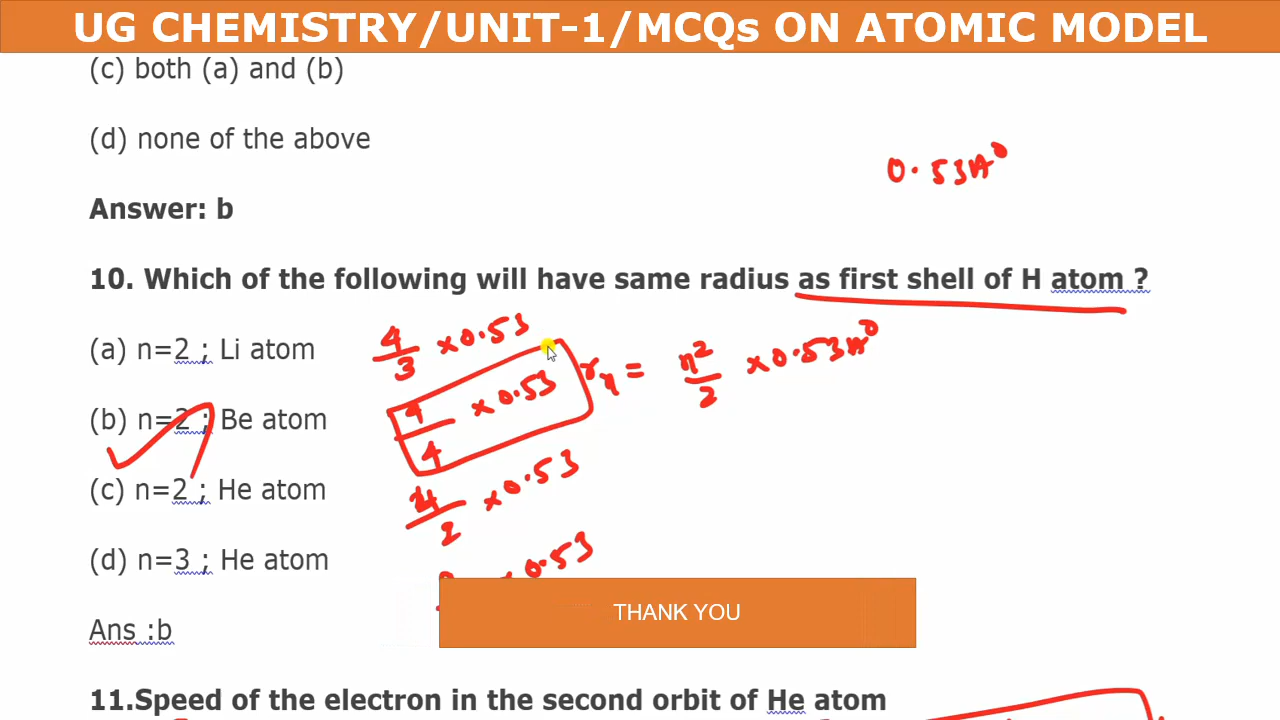 UG CHEMISTRY/UNIT-1/MCQs ON ATOMIC MODEL
(c) both (a) and (b)
(d) none of the above
0.53A⁰
Answer: b
10. Which of the following will have same radius as first shell of H atom ?
(a) n=2 ; Li atom
4/3 ×0.53
rₙ = n²/2 ×0.53A⁰
(b) n=2 ; Be atom
4/4 ×0.53
(c) n=2 ; He atom
4/2 ×0.53
(d) n=3 ; He atom
×0.53
THANK YOU
Ans :b
11.Speed of the electron in the second orbit of He atom